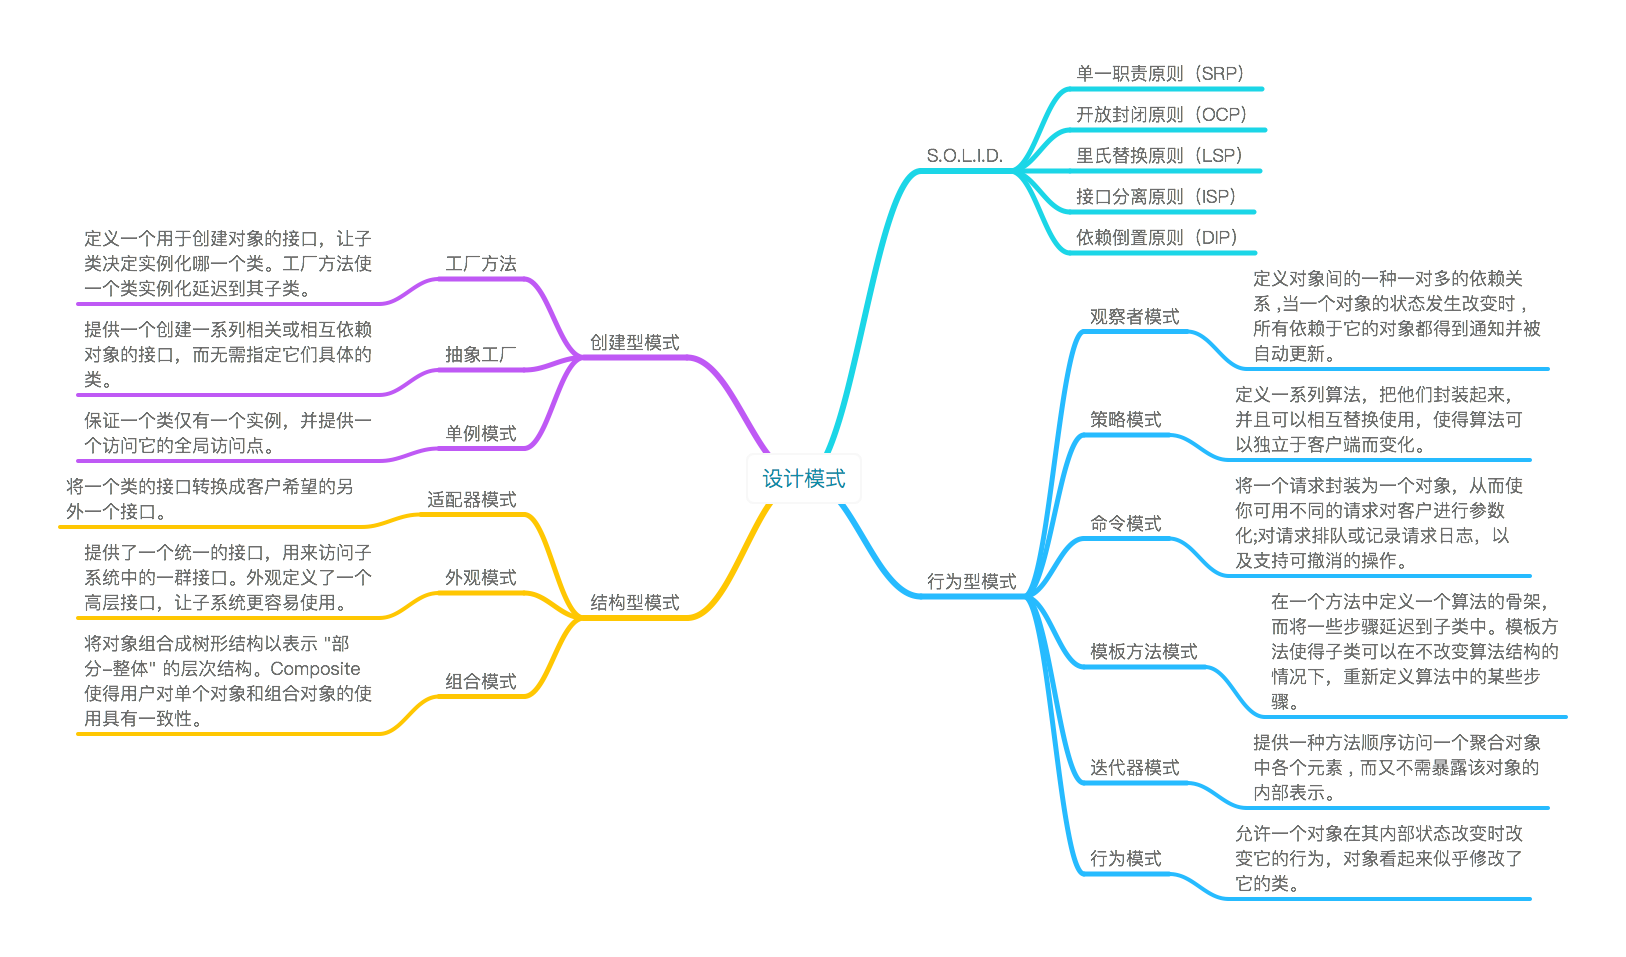 设计模式
S.O.L.I.D.
单一职责原则（SRP）
开放封闭原则（OCP）
里氏替换原则（LSP）
接口分离原则（ISP）
依赖倒置原则（DIP）
创建型模式
工厂方法
定义一个用于创建对象的接口，让子
类决定实例化哪一个类。工厂方法使
一个类实例化延迟到其子类。
抽象工厂
提供一个创建一系列相关或相互依赖
对象的接口，而无需指定它们具体的
类。
单例模式
保证一个类仅有一个实例，并提供一
个访问它的全局访问点。
结构型模式
适配器模式
将一个类的接口转换成客户希望的另
外一个接口。
外观模式
提供了一个统一的接口，用来访问子
系统中的一群接口。外观定义了一个
高层接口，让子系统更容易使用。
组合模式
将对象组合成树形结构以表示 "部
分-整体" 的层次结构。Composite
使得用户对单个对象和组合对象的使
用具有一致性。
行为型模式
观察者模式
定义对象间的一种一对多的依赖关
系 ,当一个对象的状态发生改变时 ,
所有依赖于它的对象都得到通知并被
自动更新。
策略模式
定义一系列算法，把他们封装起来，
并且可以相互替换使用，使得算法可
以独立于客户端而变化。
命令模式
将一个请求封装为一个对象，从而使
你可用不同的请求对客户进行参数
化;对请求排队或记录请求日志，以
及支持可撤消的操作。
模板方法模式
在一个方法中定义一个算法的骨架，
而将一些步骤延迟到子类中。模板方
法使得子类可以在不改变算法结构的
情况下，重新定义算法中的某些步
骤。
迭代器模式
提供一种方法顺序访问一个聚合对象
中各个元素 , 而又不需暴露该对象的
内部表示。
行为模式
允许一个对象在其内部状态改变时改
变它的行为，对象看起来似乎修改了
它的类。